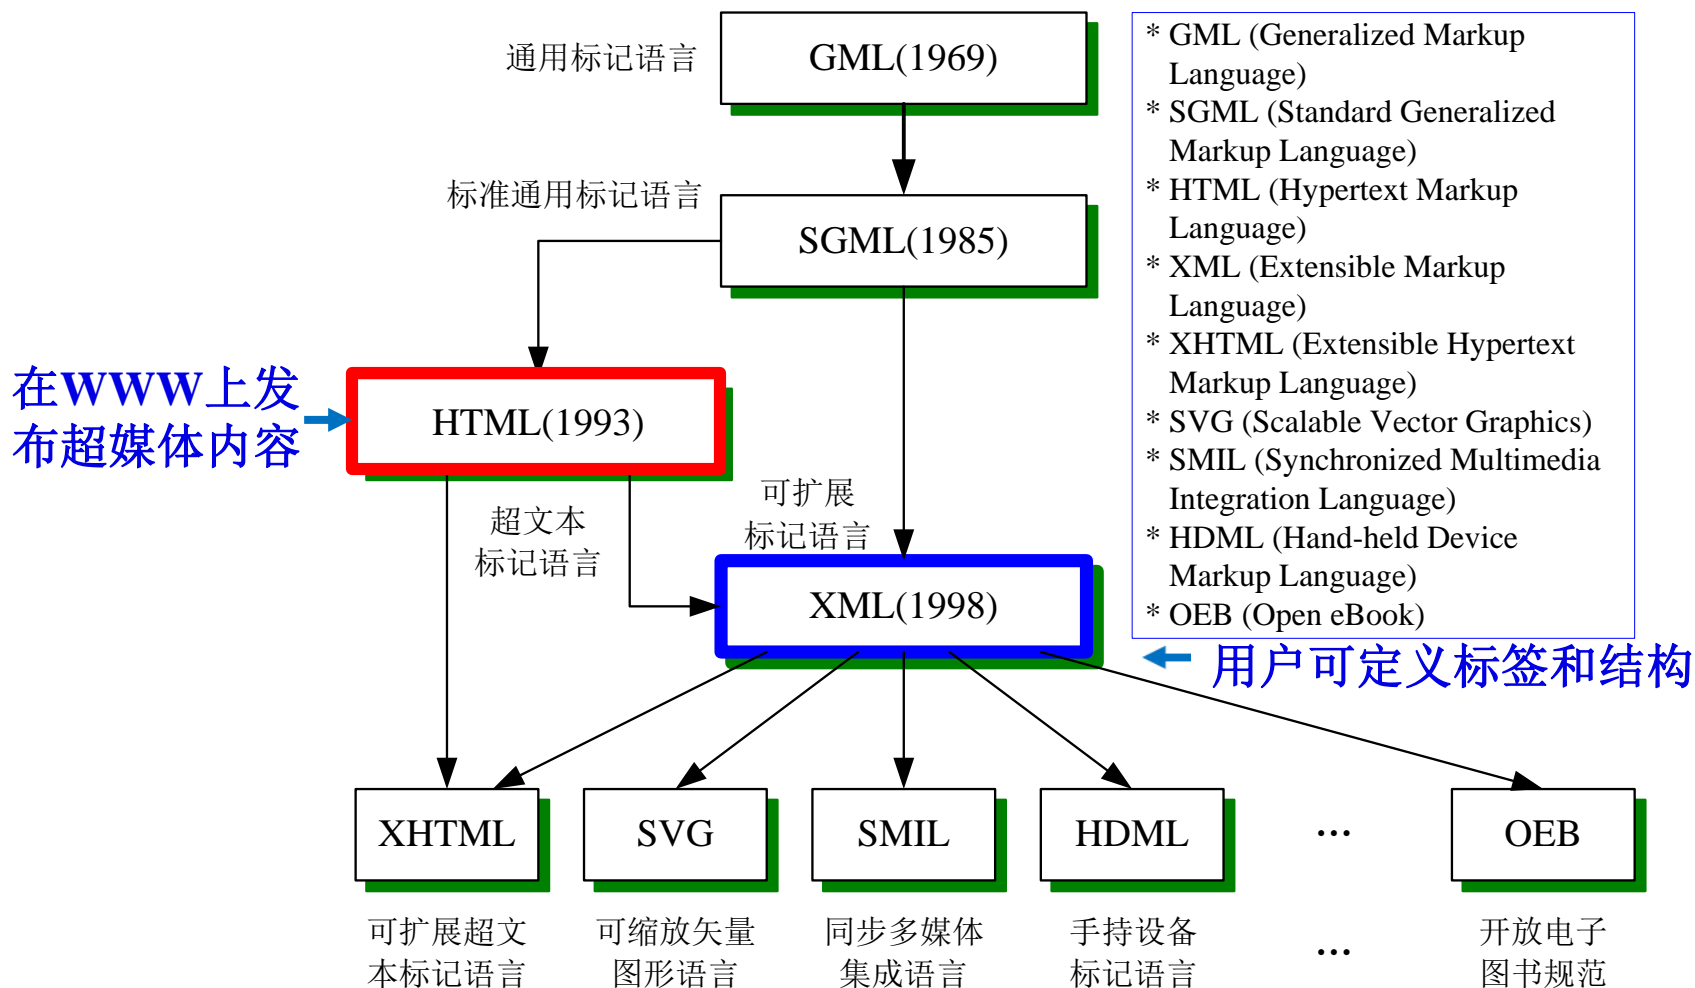 通用标记语言
GML(1969)
* GML (Generalized Markup
Language)
* SGML (Standard Generalized
Markup Language)
* HTML (Hypertext Markup
Language)
* XML (Extensible Markup
Language)
* XHTML (Extensible Hypertext
Markup Language)
* SVG (Scalable Vector Graphics)
* SMIL (Synchronized Multimedia
Integration Language)
* HDML (Hand-held Device
Markup Language)
* OEB (Open eBook)
标准通用标记语言
SGML(1985)
在WWW上发
布超媒体内容
HTML(1993)
超文本
标记语言
可扩展
标记语言
XML(1998)
用户可定义标签和结构
XHTML
SVG
SMIL
HDML
...
OEB
可扩展超文
本标记语言
可缩放矢量
图形语言
同步多媒体
集成语言
手持设备
标记语言
...
开放电子
图书规范